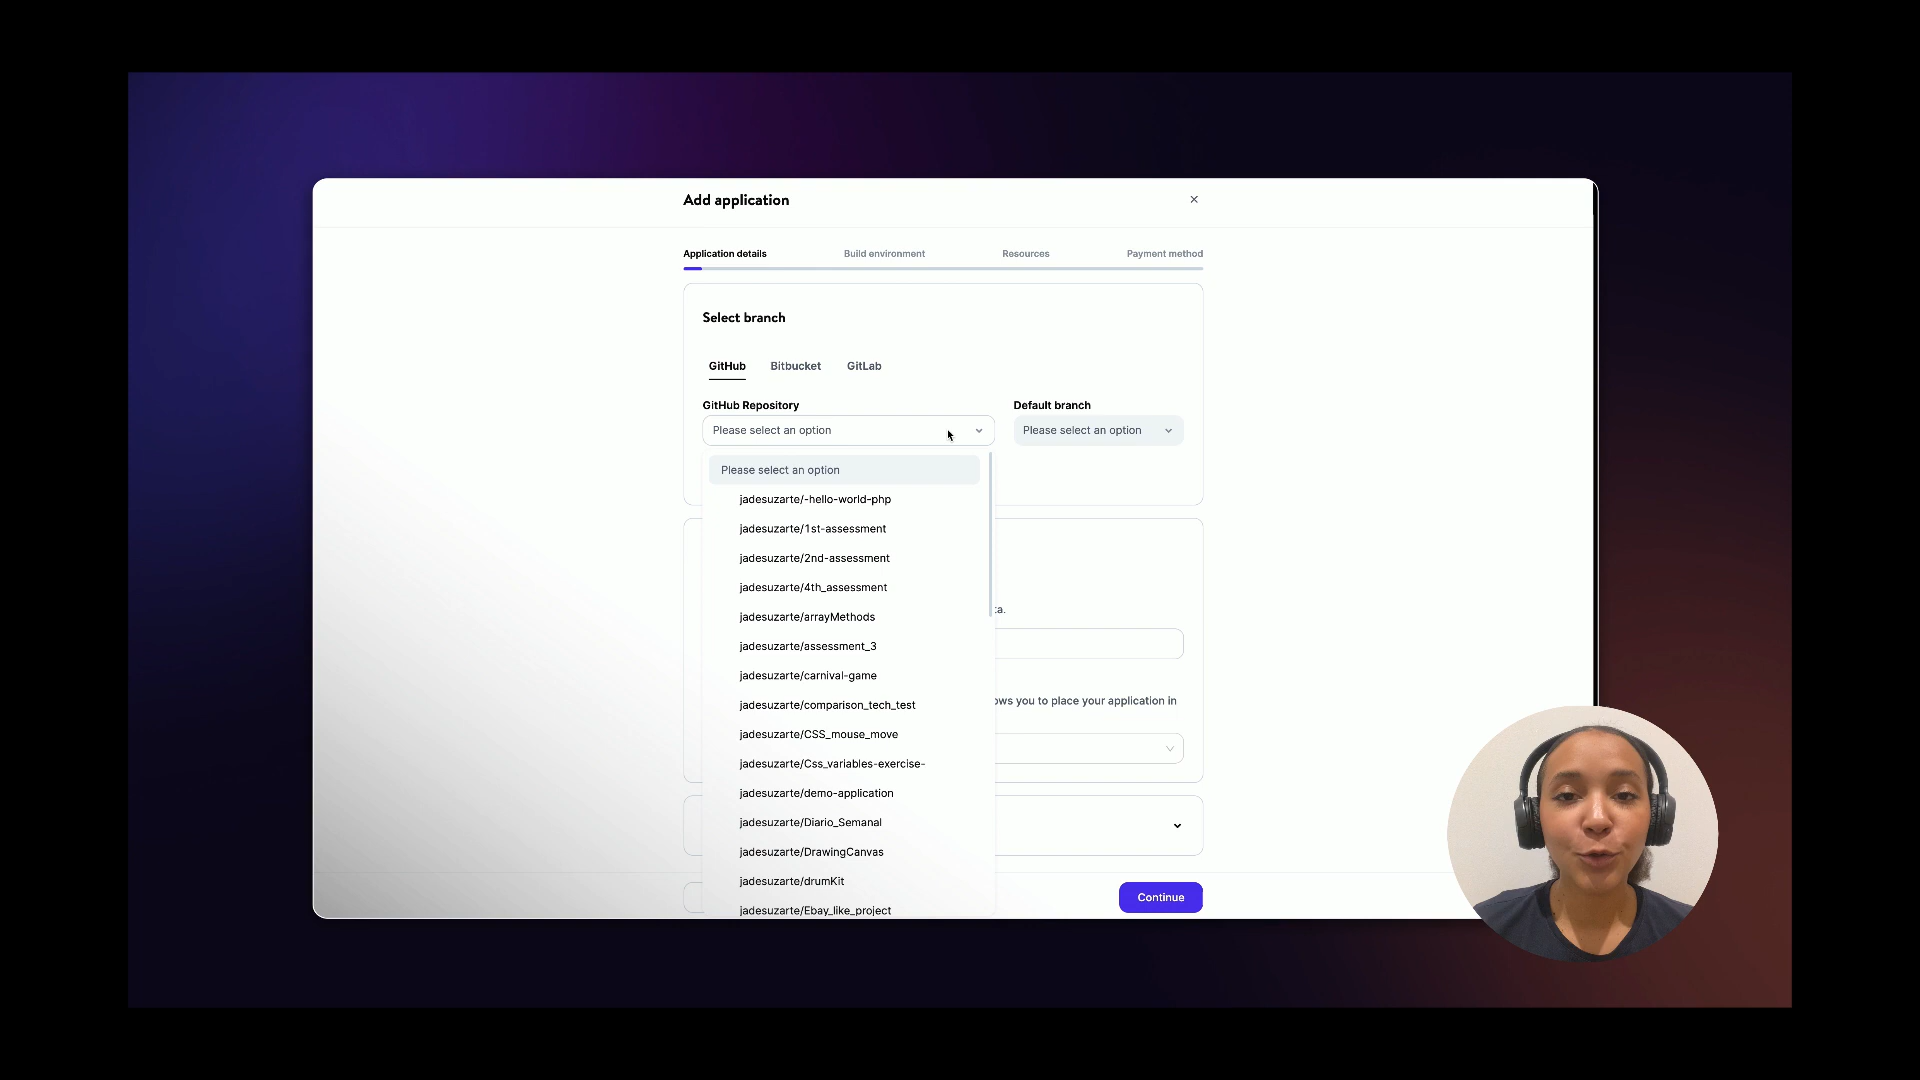 Add application
Application details Build environment Resources Payment method
Select branch
GitHub Bitbucket GitLab
GitHub Repository Default branch
Please select an option Please select an option
Please select an option
jadesuzarte/-hello-world-php
jadesuzarte/1st-assessment
jadesuzarte/2nd-assessment
jadesuzarte/4th_assessment
jadesuzarte/arrayMethods
ta.
jadesuzarte/assessment_3
jadesuzarte/carnival-game
ows you to place your application in
jadesuzarte/comparison_tech_test
jadesuzarte/CSS_mouse_move
jadesuzarte/Css_variables-exercise-
jadesuzarte/demo-application
jadesuzarte/Diario_Semanal
jadesuzarte/DrawingCanvas
jadesuzarte/drumKit
Continue
jadesuzarte/Ebay_like_project